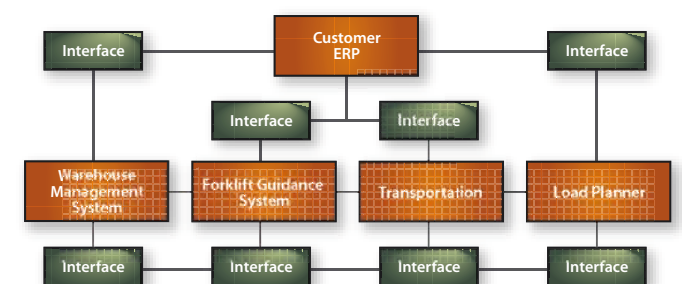 Customer
ERP
Interface
Interface
Interface
Interface
Warehouse
Management
System
Forklift Guidance
System
Transportation
Load Planner
Interface
Interface
Interface
Interface